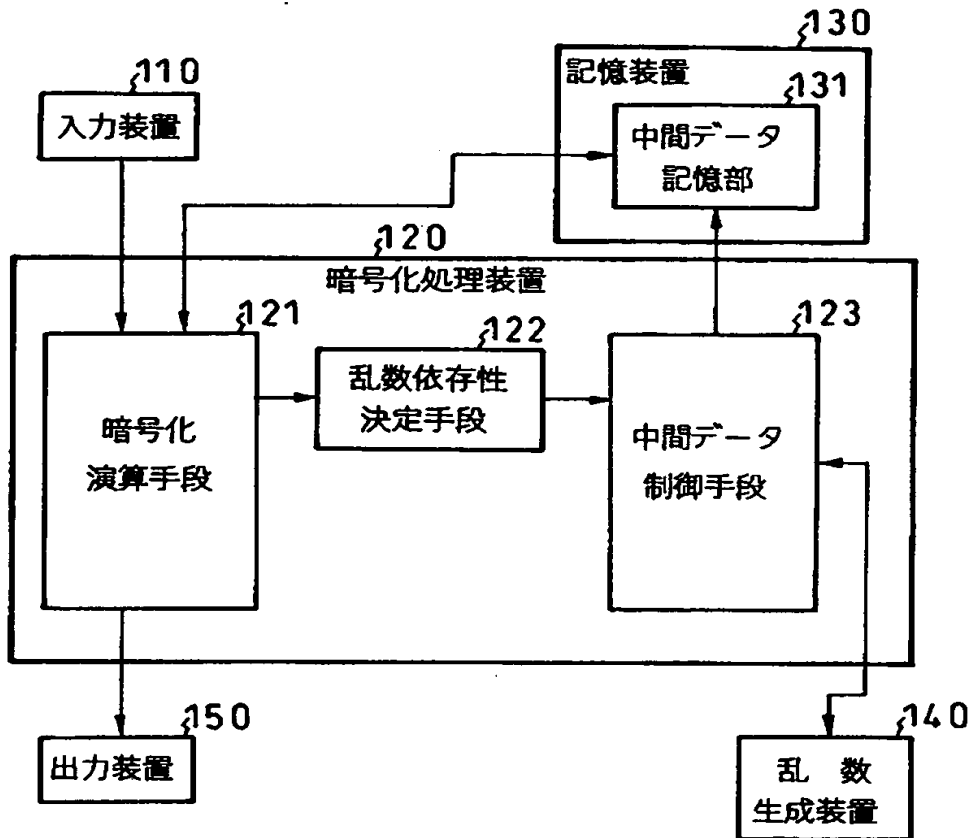 130
記憶装置
131
中間データ
記憶部
110
入力装置
120
暗号化処理装置
121
暗号化
演算手段
122
乱数依存性
決定手段
123
中間データ
制御手段
150
出力装置
140
乱 数
生成装置